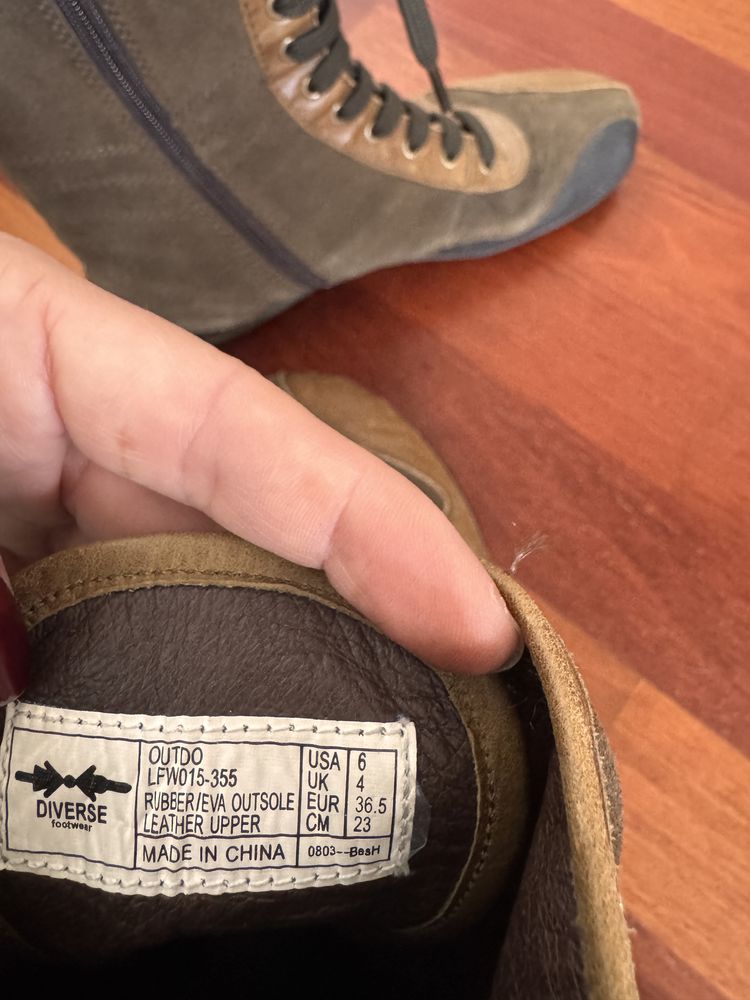 DIVERSE
footwear
OUTDO
LFW015-355
RUBBER/EVA OUTSOLE
LEATHER UPPER
USA 6
UK 4
EUR 36.5
CM 23
MADE IN CHINA
0803--BesH